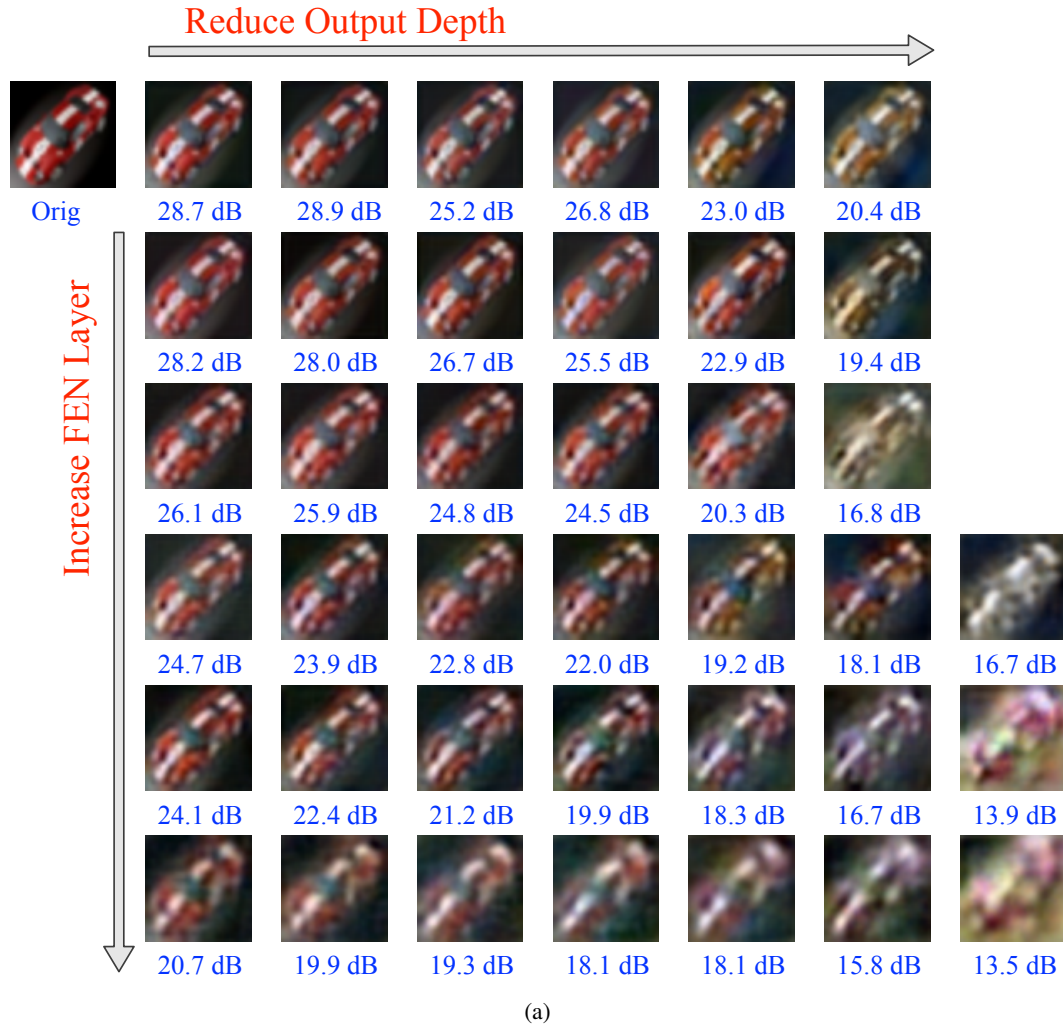 Reduce Output Depth
Orig
28.7 dB 28.9 dB 25.2 dB 26.8 dB 23.0 dB 20.4 dB
Increase FEN Layer
28.2 dB 28.0 dB 26.7 dB 25.5 dB 22.9 dB 19.4 dB
26.1 dB 25.9 dB 24.8 dB 24.5 dB 20.3 dB 16.8 dB
24.7 dB 23.9 dB 22.8 dB 22.0 dB 19.2 dB 18.1 dB 16.7 dB
24.1 dB 22.4 dB 21.2 dB 19.9 dB 18.3 dB 16.7 dB 13.9 dB
20.7 dB 19.9 dB 19.3 dB 18.1 dB 18.1 dB 15.8 dB 13.5 dB
(a)